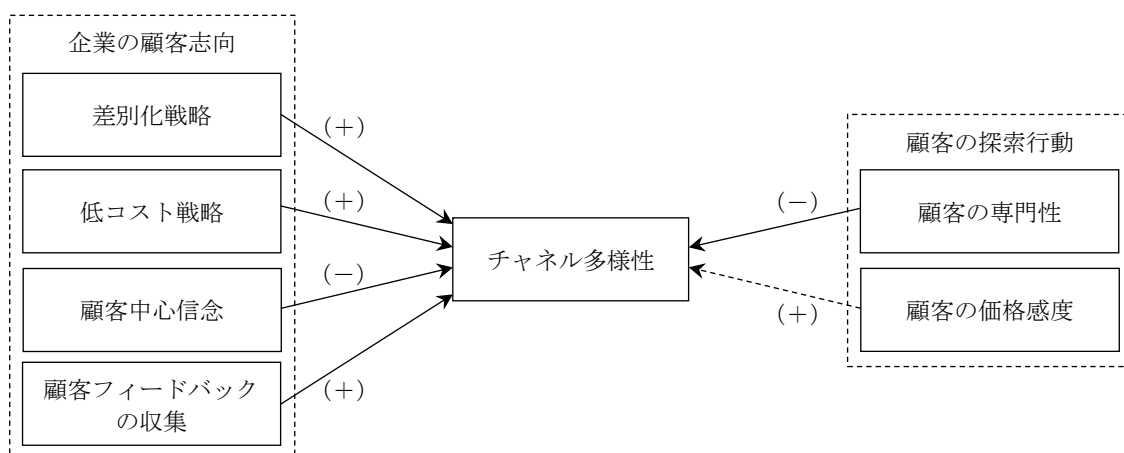 企業の顧客志向
差別化戦略
(+)
低コスト戦略
(+)
顧客中心信念
(−)
顧客フィードバック
の収集
(+)
チャネル多様性
顧客の探索行動
顧客の専門性
(−)
顧客の価格感度
(+)